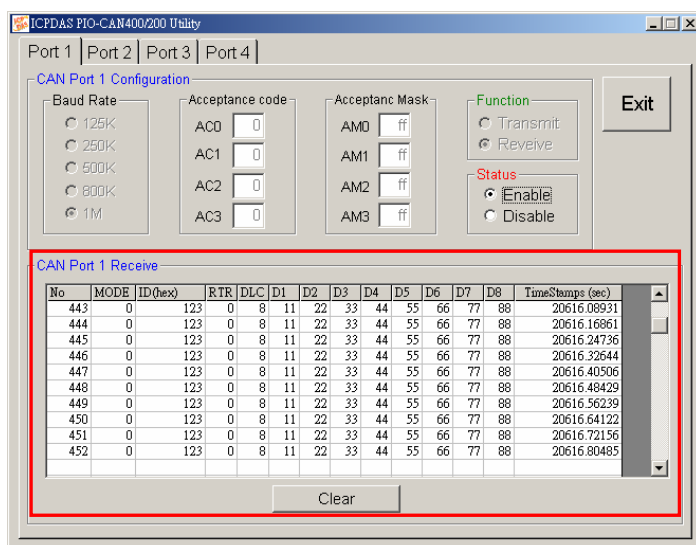 ICPDAS PIO-CAN400/200 Utility
Port 1 Port 2 Port 3 Port 4
CAN Port 1 Configuration
Baud Rate
125K
250K
500K
800K
1M
Acceptance code
AC0 0
AC1 0
AC2 0
AC3 0
Acceptanc Mask
AM0 ff
AM1 ff
AM2 ff
AM3 ff
Function
Transmit
Reveive
Status
Enable
Disable
Exit
CAN Port 1 Receive
No MODE ID(hex) RTR DLC D1 D2 D3 D4 D5 D6 D7 D8 TimeStamps (sec)
443 0 123 0 8 11 22 33 44 55 66 77 88 20616.08931
444 0 123 0 8 11 22 33 44 55 66 77 88 20616.16861
445 0 123 0 8 11 22 33 44 55 66 77 88 20616.24736
446 0 123 0 8 11 22 33 44 55 66 77 88 20616.32644
447 0 123 0 8 11 22 33 44 55 66 77 88 20616.40506
448 0 123 0 8 11 22 33 44 55 66 77 88 20616.48429
449 0 123 0 8 11 22 33 44 55 66 77 88 20616.56239
450 0 123 0 8 11 22 33 44 55 66 77 88 20616.64122
451 0 123 0 8 11 22 33 44 55 66 77 88 20616.72156
452 0 123 0 8 11 22 33 44 55 66 77 88 20616.80485
Clear